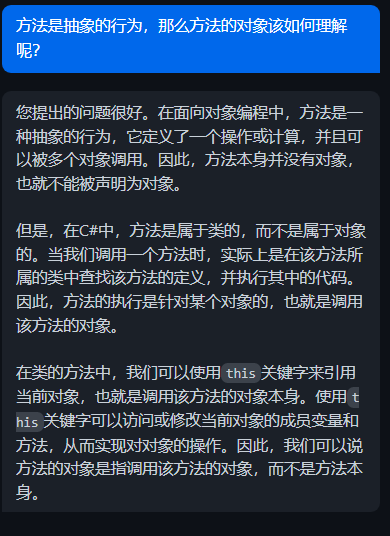 方法是抽象的行为，那么方法的对象该如何理解
呢?
您提出的问题很好。在面向对象编程中，方法是一
种抽象的行为，它定义了一个操作或计算，并且可
以被多个对象调用。因此，方法本身并没有对象，
也就不能被声明为对象。
但是，在C#中，方法是属于类的，而不是属于对象
的。当我们调用一个方法时，实际上是在该方法所
属的类中查找该方法的定义，并执行其中的代码。
因此，方法的执行是针对某个对象的，也就是调用
该方法的对象。
在类的方法中，我们可以使用this关键字来引用
当前对象，也就是调用该方法的对象本身。使用t
his关键字可以访问或修改当前对象的成员变量和
方法，从而实现对对象的操作。因此，我们可以说
方法的对象是指调用该方法的对象，而不是方法本
身。